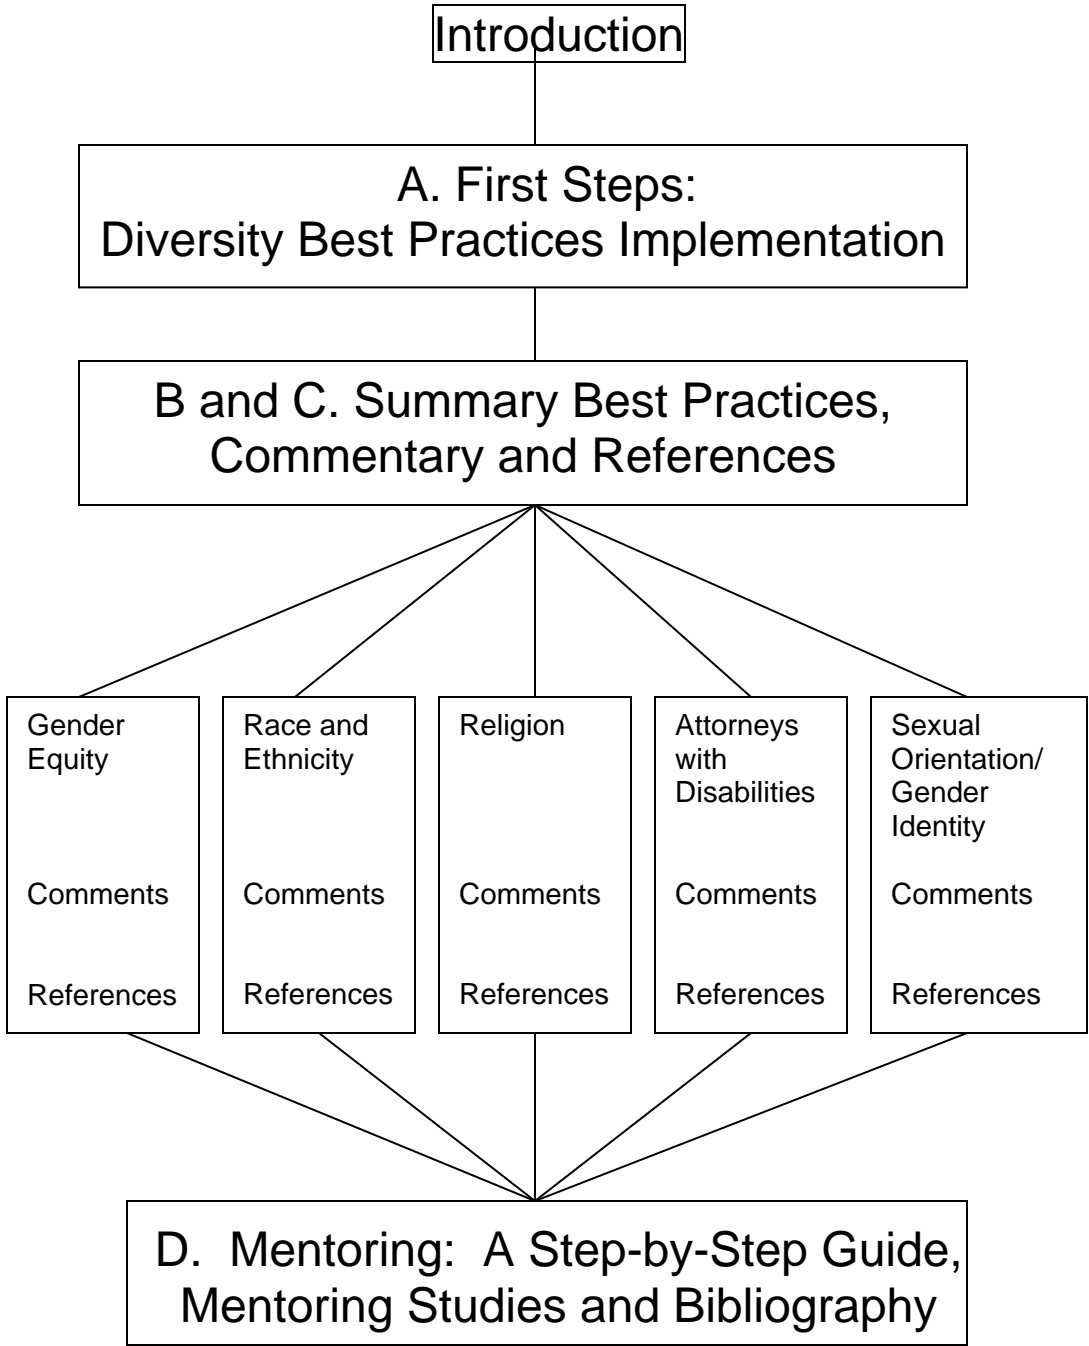 Introduction
A. First Steps:
Diversity Best Practices Implementation
B and C. Summary Best Practices,
Commentary and References
Gender
Equity
Comments
References
Race and
Ethnicity
Comments
References
Religion
Comments
References
Attorneys
with
Disabilities
Comments
References
Sexual
Orientation/
Gender
Identity
Comments
References
D.  Mentoring:  A Step-by-Step Guide,
Mentoring Studies and Bibliography